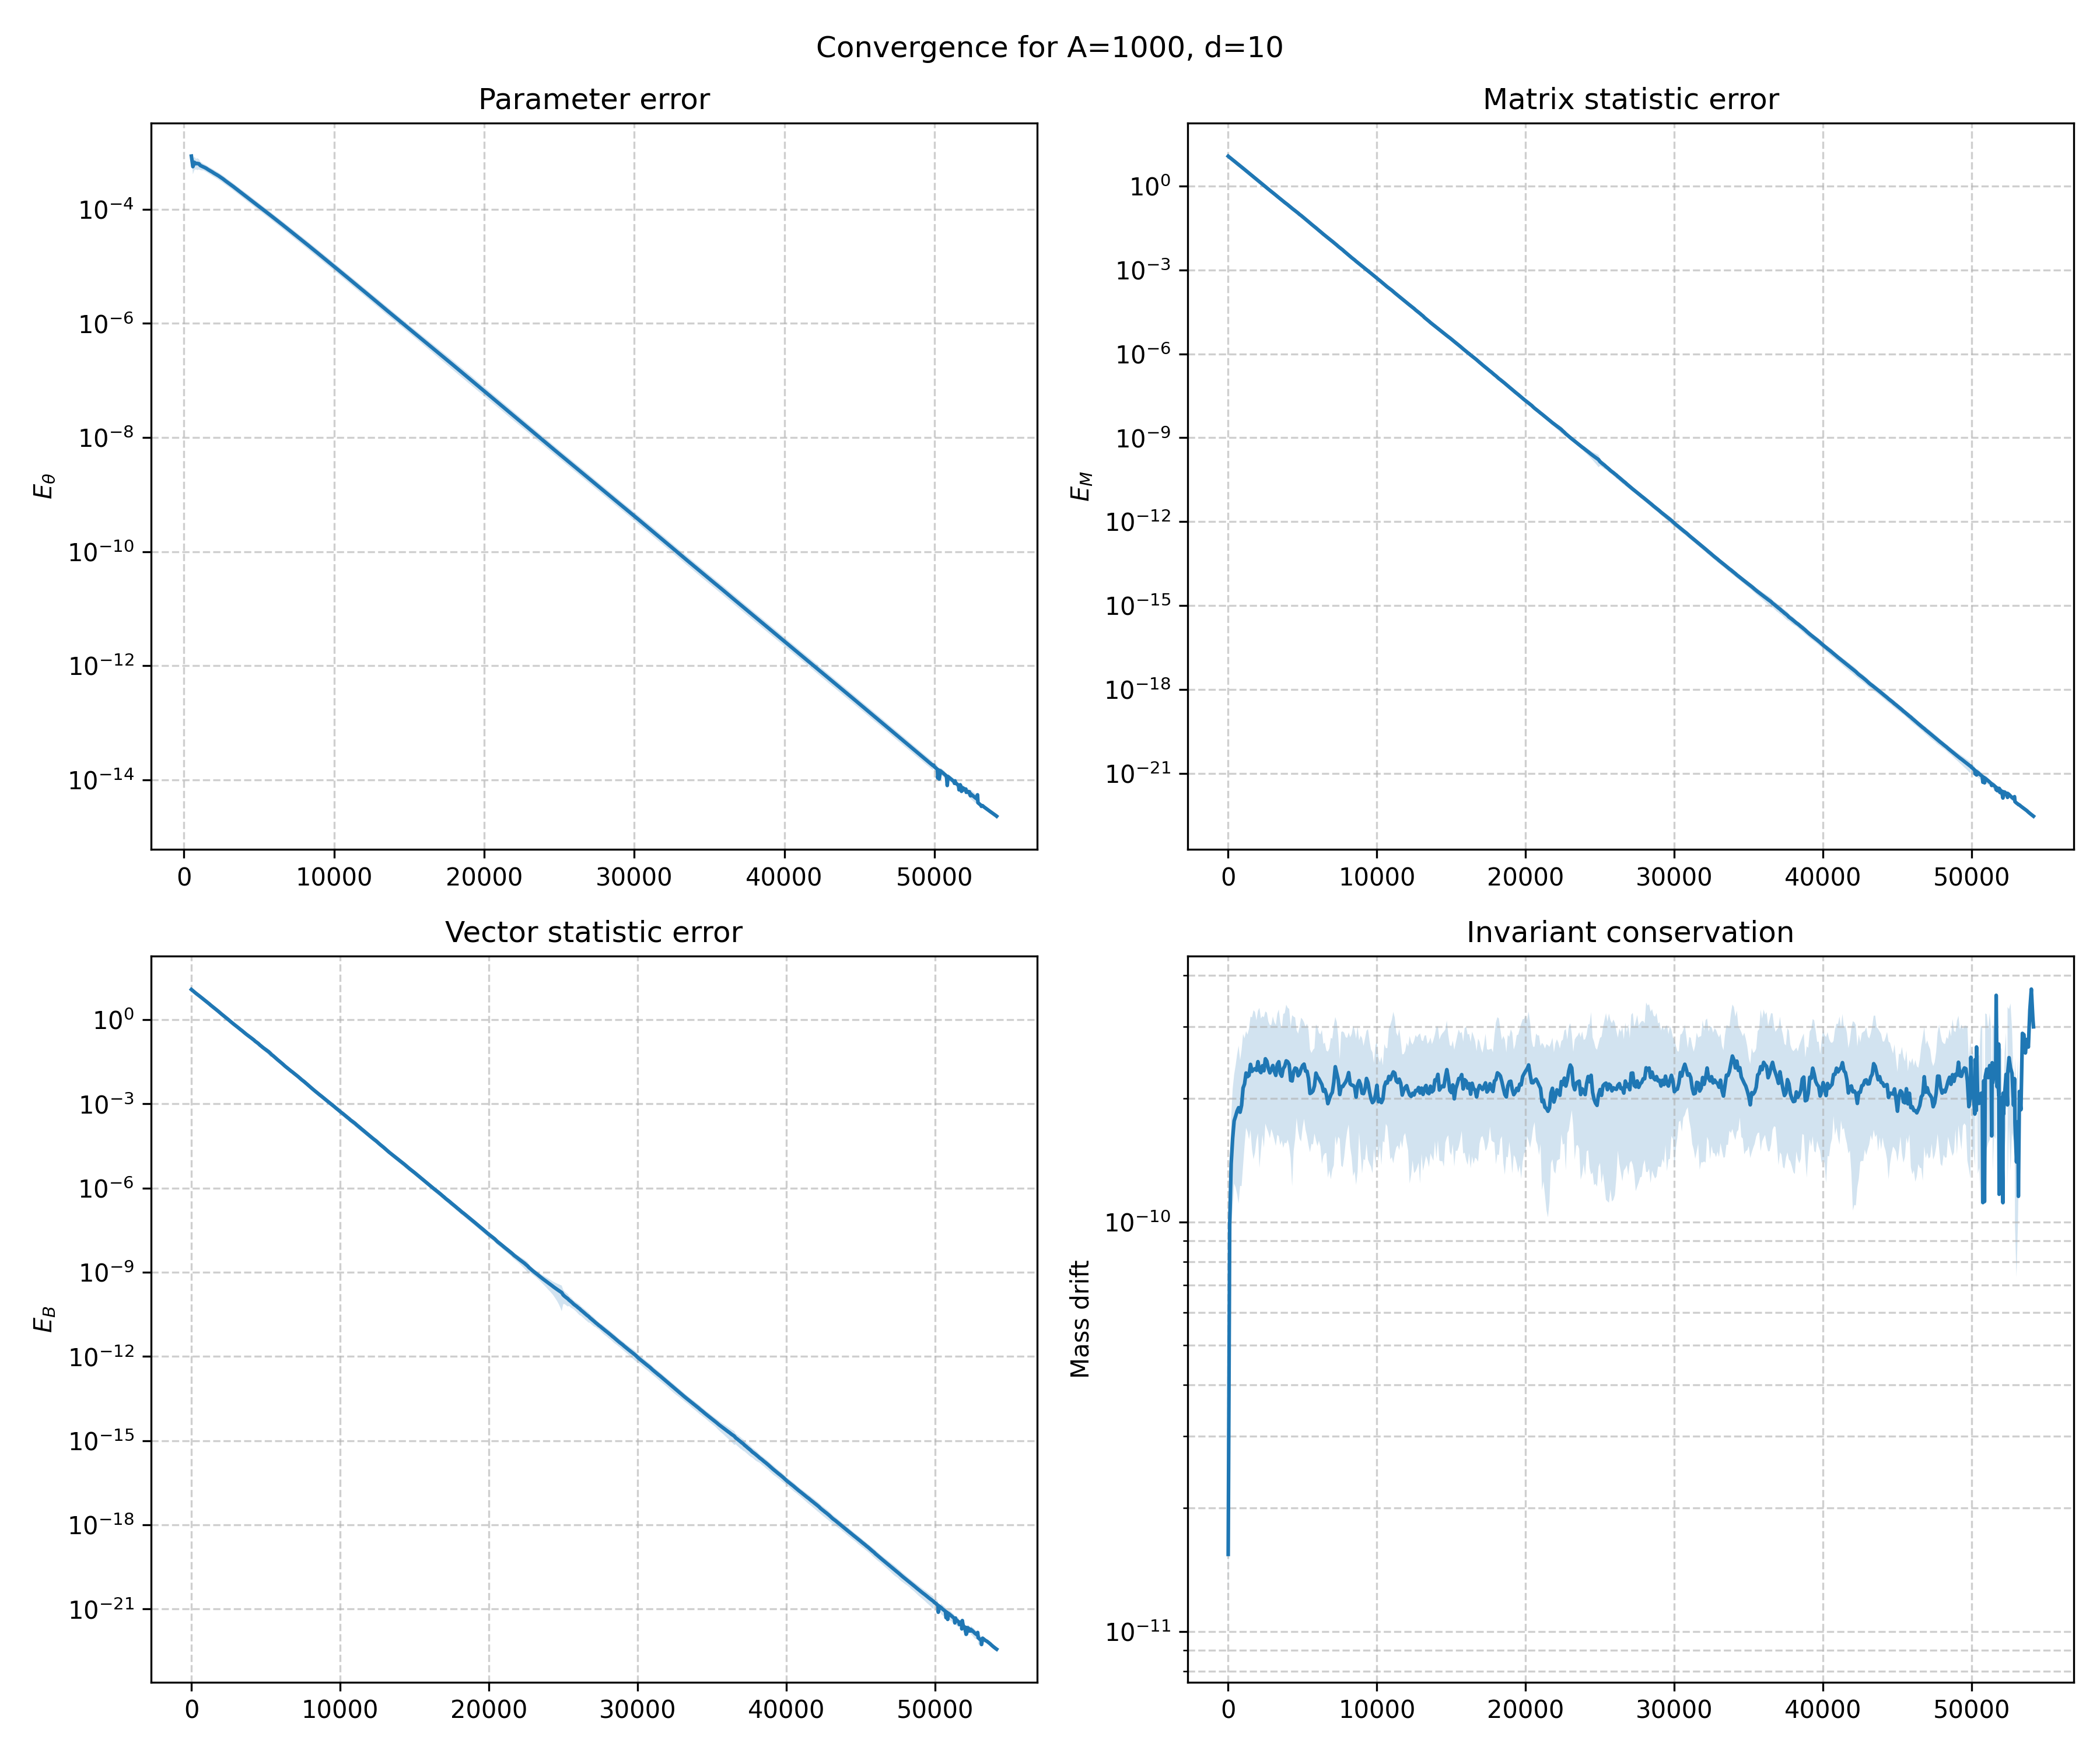 Convergence for A=1000, d=10
Parameter error
10⁻⁴
10⁻⁶
10⁻⁸
10⁻¹⁰
10⁻¹²
10⁻¹⁴
E_θ
0 10000 20000 30000 40000 50000
Matrix statistic error
10⁰
10⁻³
10⁻⁶
10⁻⁹
10⁻¹²
10⁻¹⁵
10⁻¹⁸
10⁻²¹
E_M
0 10000 20000 30000 40000 50000
Vector statistic error
10⁰
10⁻³
10⁻⁶
10⁻⁹
10⁻¹²
10⁻¹⁵
10⁻¹⁸
10⁻²¹
E_B
0 10000 20000 30000 40000 50000
Invariant conservation
10⁻¹⁰
10⁻¹¹
Mass drift
0 10000 20000 30000 40000 50000